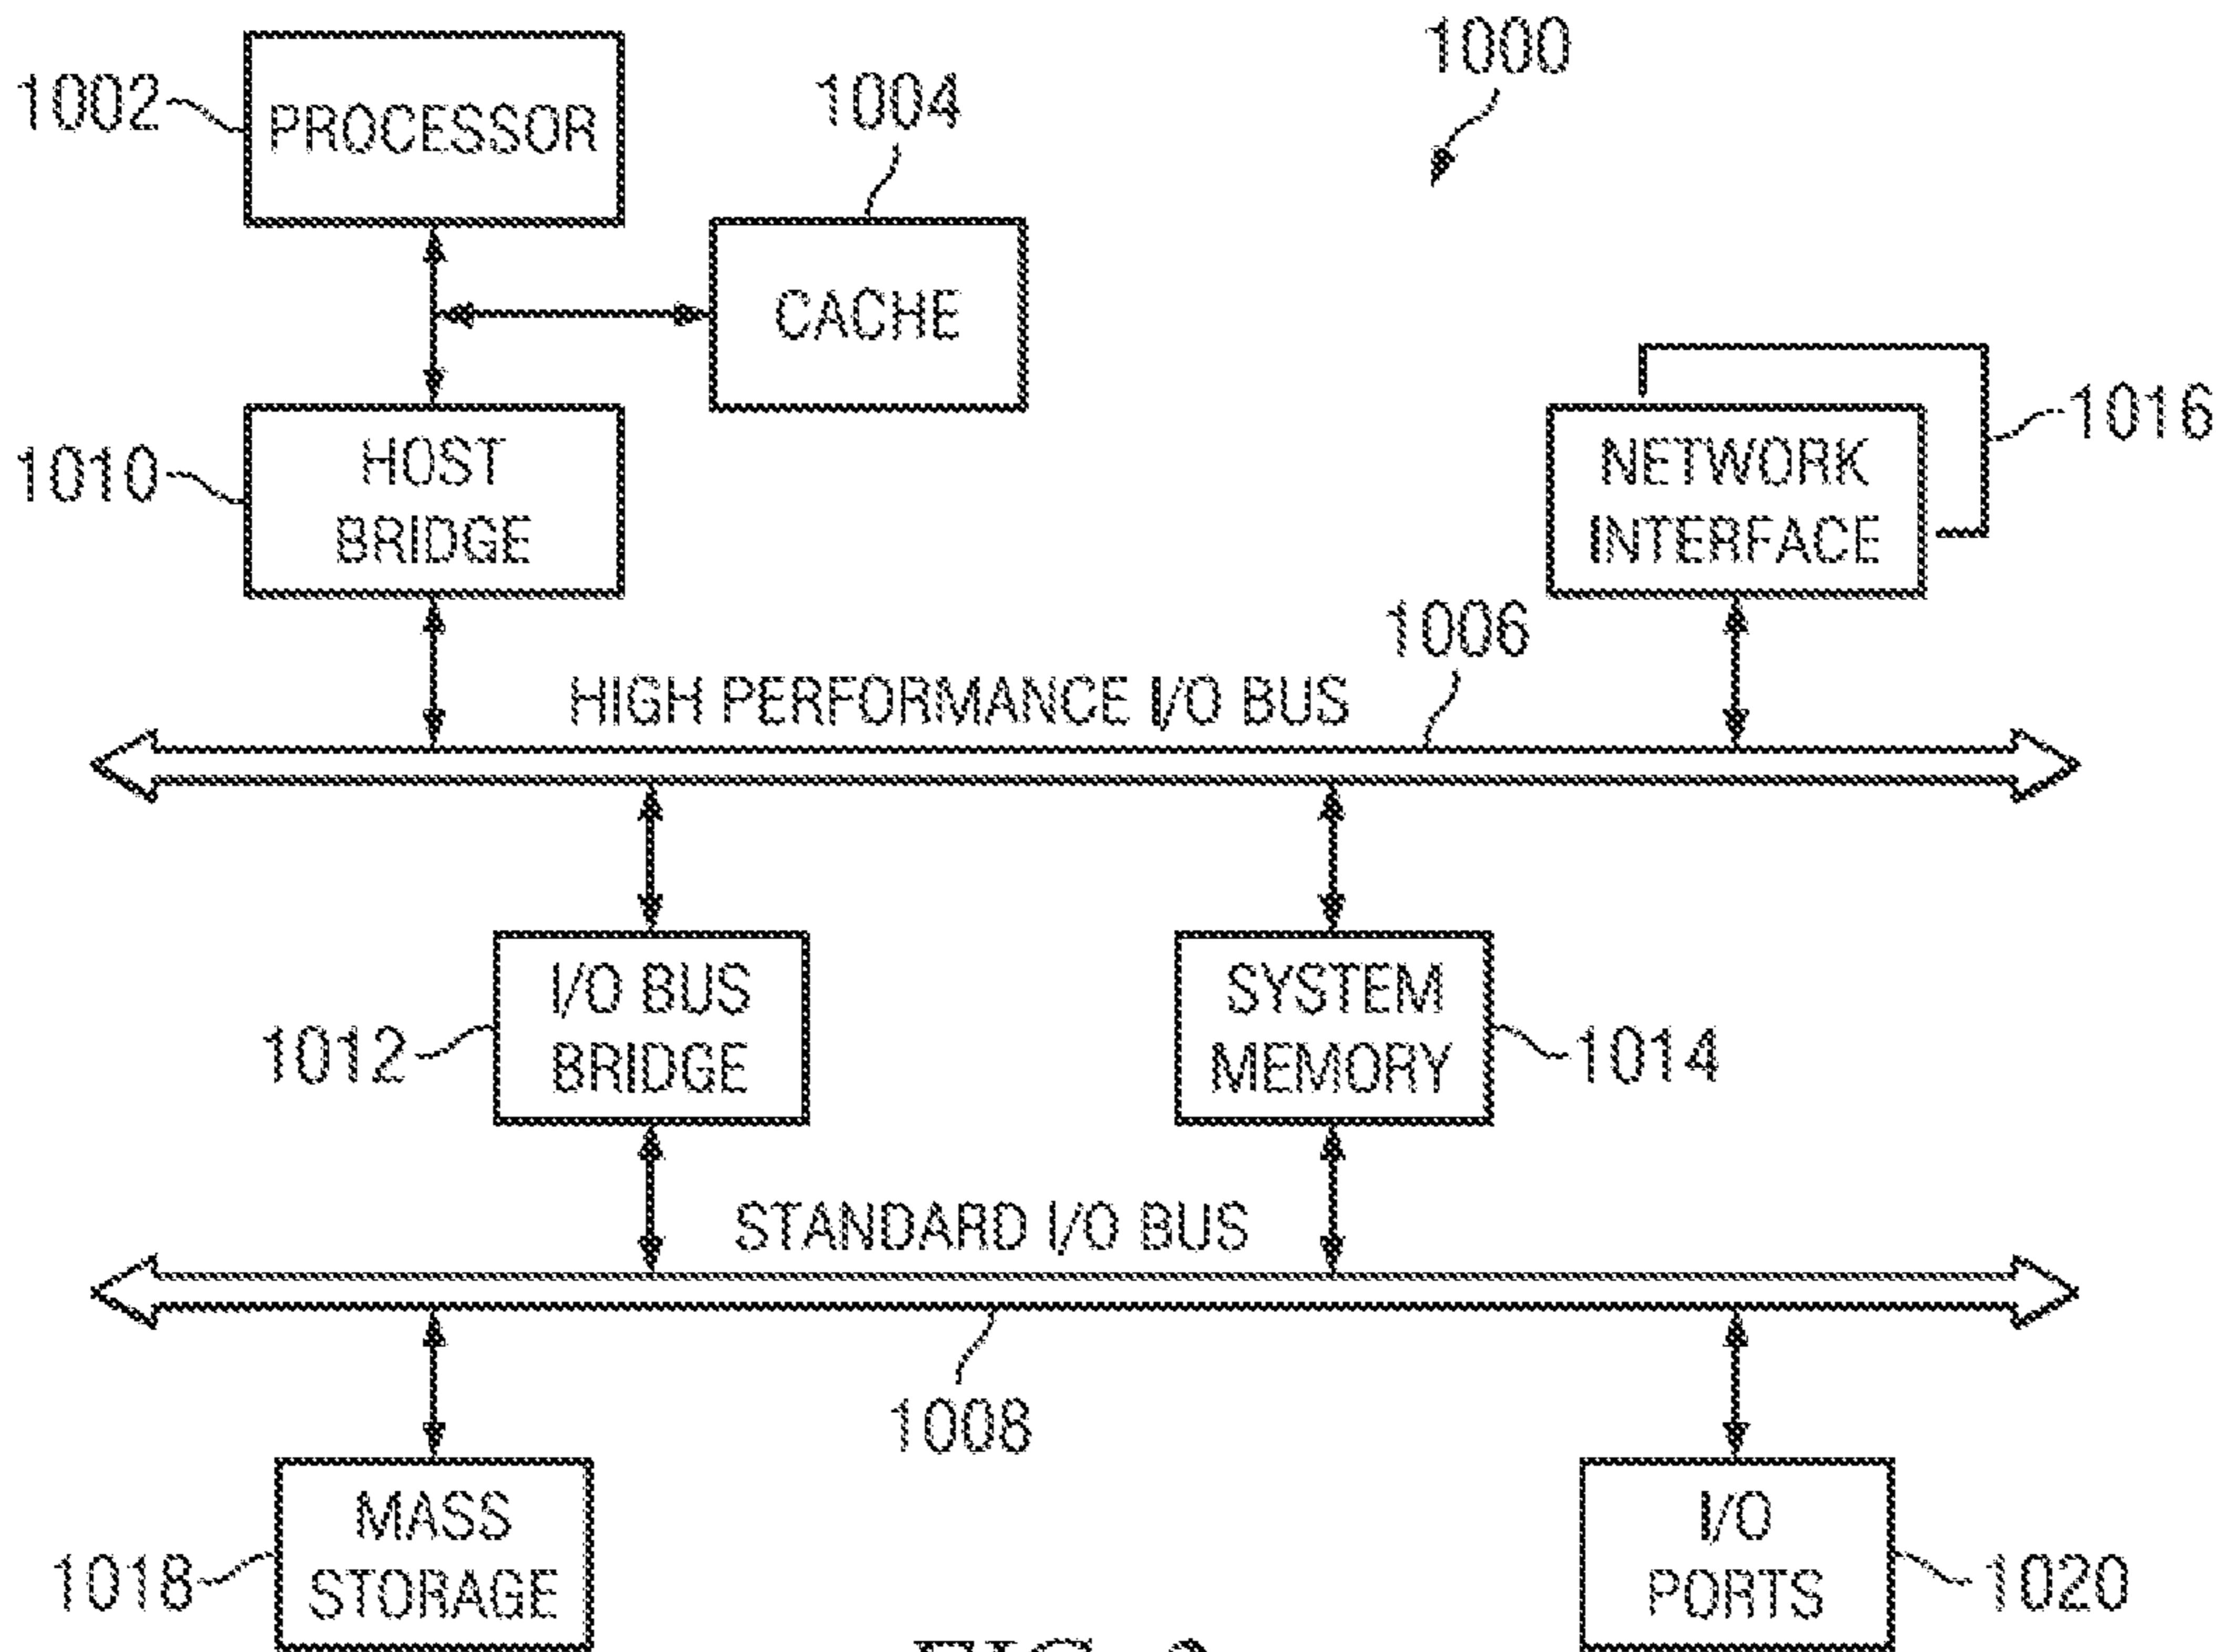 1000
1002
PROCESSOR
1004
CACHE
1010
HOST
BRIDGE
NETWORK
INTERFACE
1016
1006
HIGH PERFORMANCE I/O BUS
I/O BUS
BRIDGE
1012
SYSTEM
MEMORY
1014
STANDARD I/O BUS
1008
MASS
STORAGE
1018
I/O
PORTS
1020
FIG.